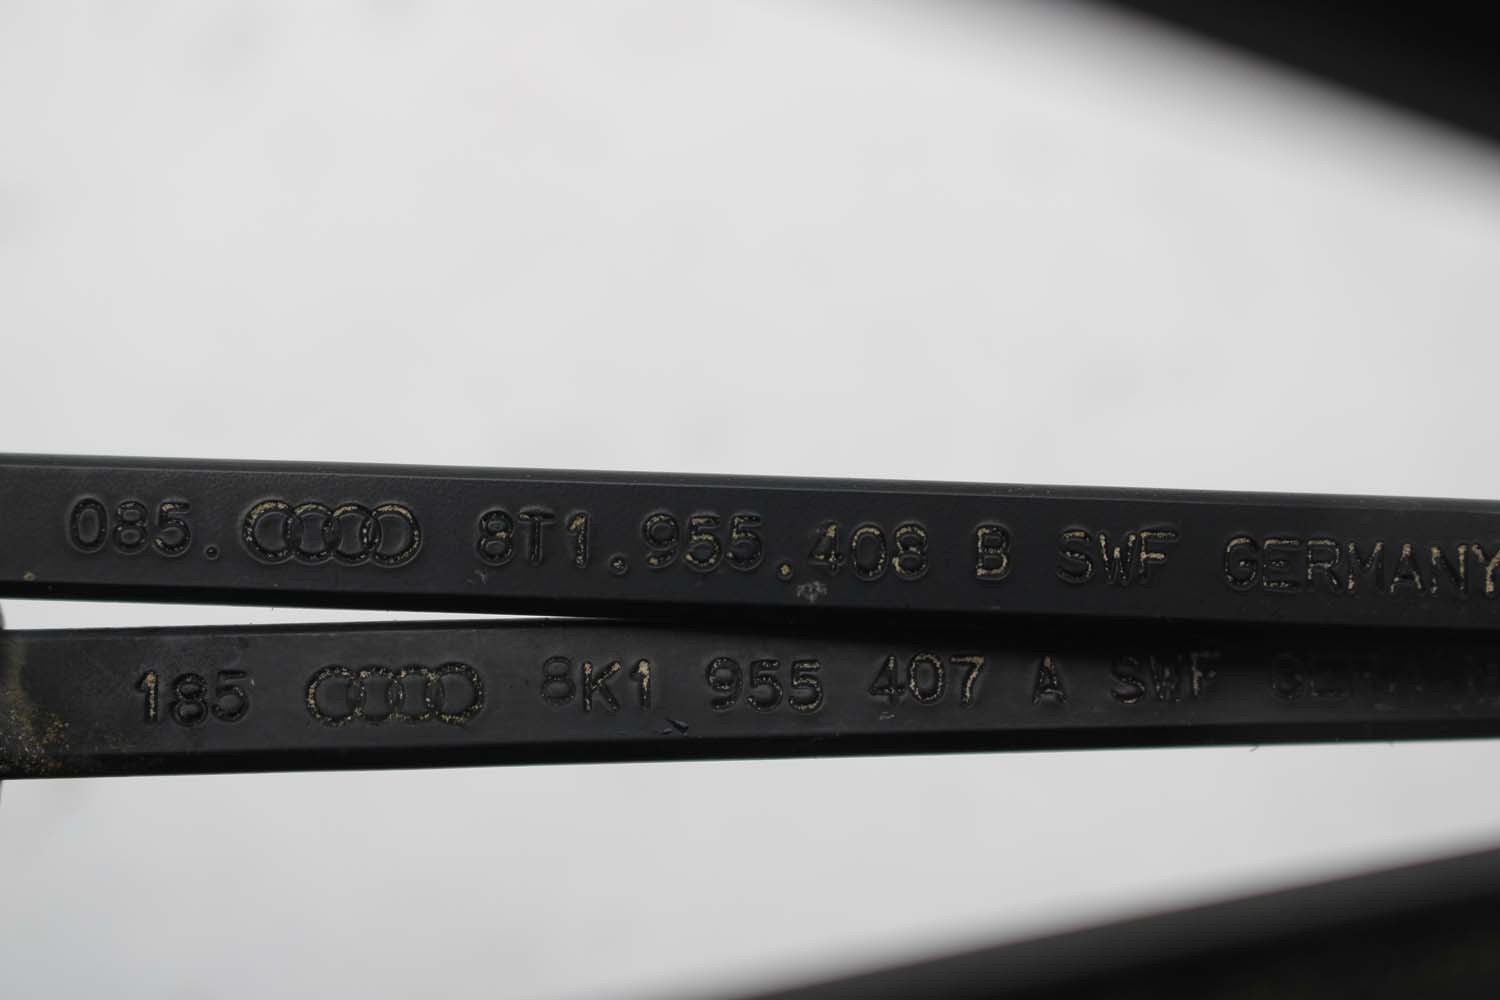 085. 8T1.955.408 B SWF GERMANY
185 8K1 955 407 A SWF